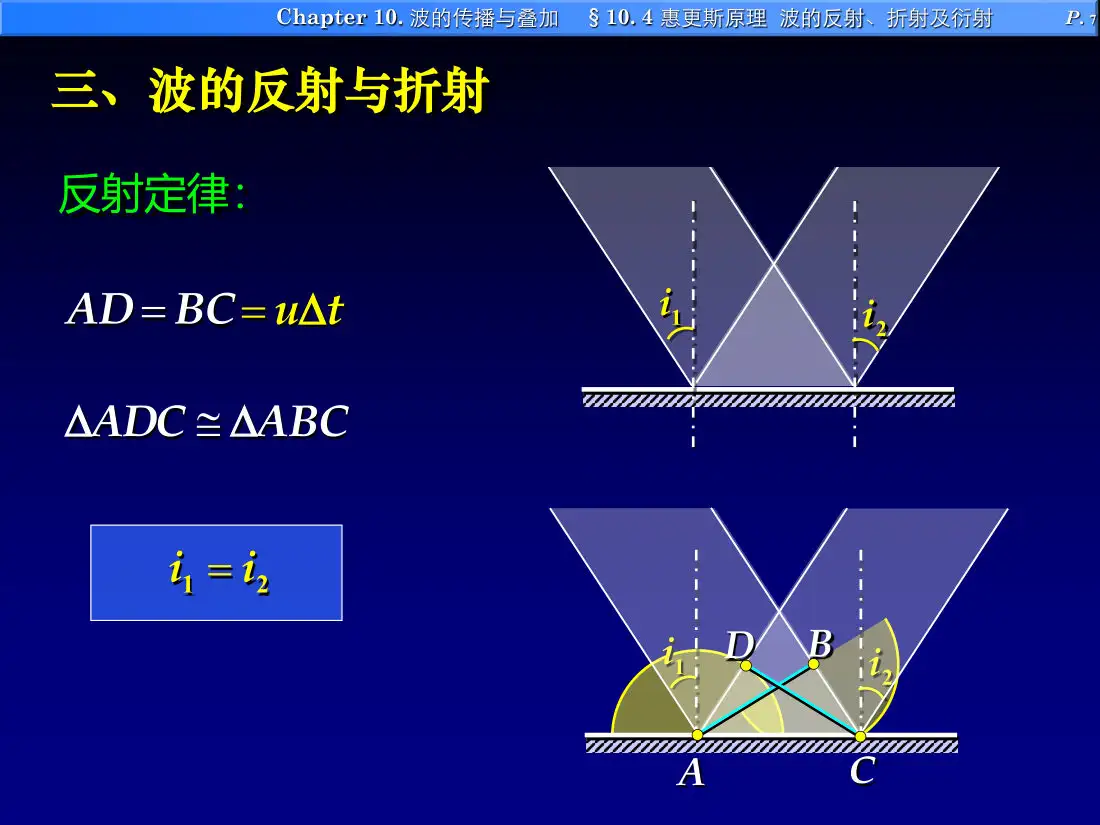 Chapter 10. 波的传播与叠加 §10.4 惠更斯原理 波的反射、折射及衍射 P. 7
三、波的反射与折射
反射定律：
AD = BC = uΔt
ΔADC ≅ ΔABC
i₁ = i₂
i₁ i₂
D B
i₁ i₂
A C